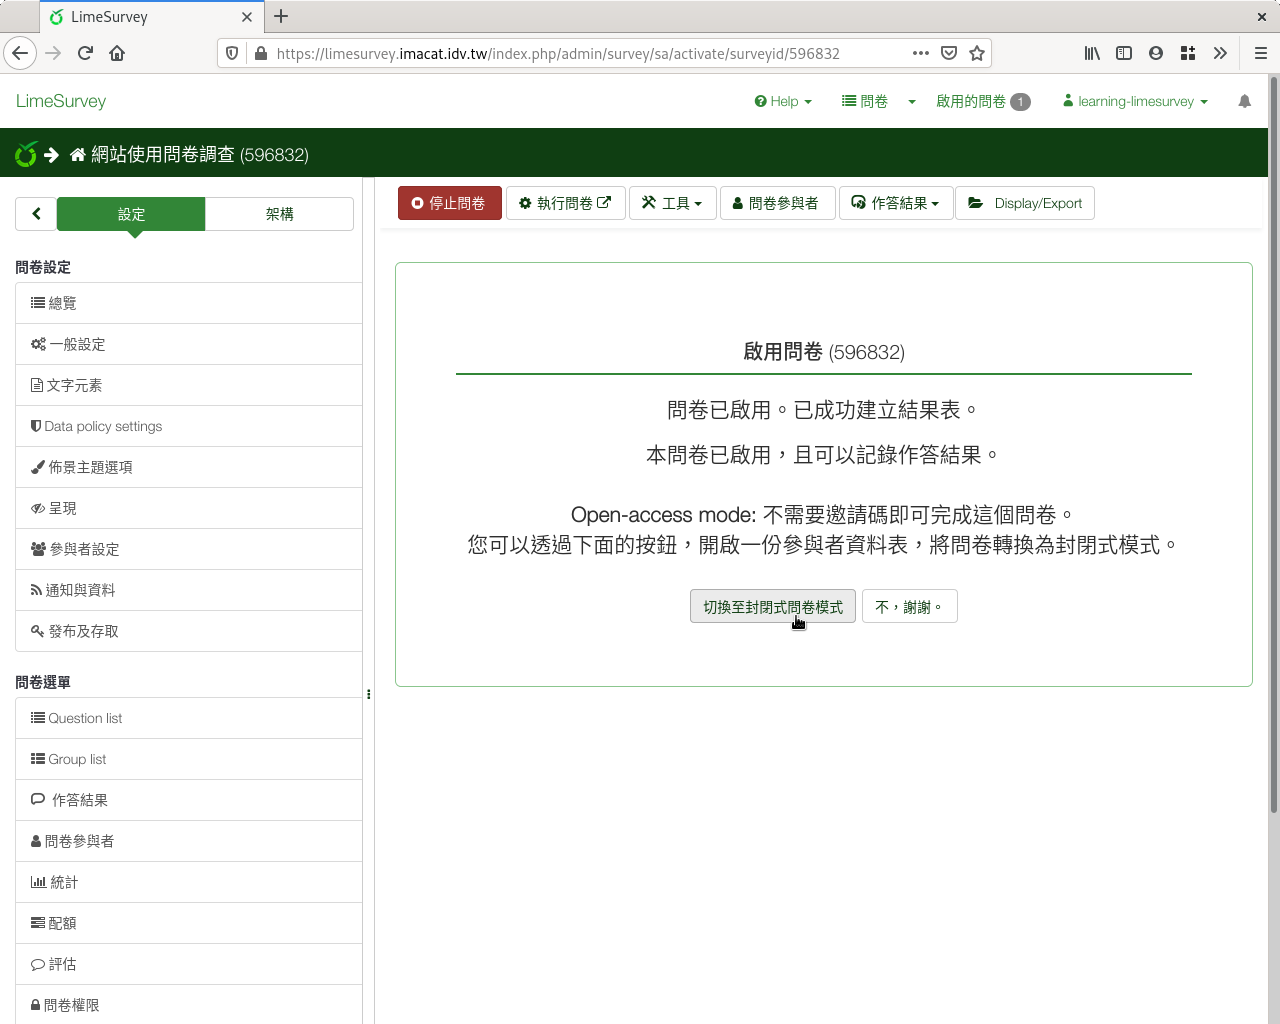 LimeSurvey
https://limesurvey.imacat.idv.tw/index.php/admin/survey/sa/activate/surveyid/596832
LimeSurvey
Help
問卷
啟用的問卷 1
learning-limesurvey
網站使用問卷調查 (596832)
設定
架構
停止問卷
執行問卷
工具
問卷參與者
作答結果
Display/Export
問卷設定
總覽
一般設定
文字元素
Data policy settings
佈景主題選項
呈現
參與者設定
通知與資料
發布及存取
問卷選單
Question list
Group list
作答結果
問卷參與者
統計
配額
評估
問卷權限
啟用問卷 (596832)
問卷已啟用。已成功建立結果表。
本問卷已啟用，且可以記錄作答結果。
Open-access mode: 不需要邀請碼即可完成這個問卷。
您可以透過下面的按鈕，開啟一份參與者資料表，將問卷轉換為封閉式模式。
切換至封閉式問卷模式
不，謝謝。